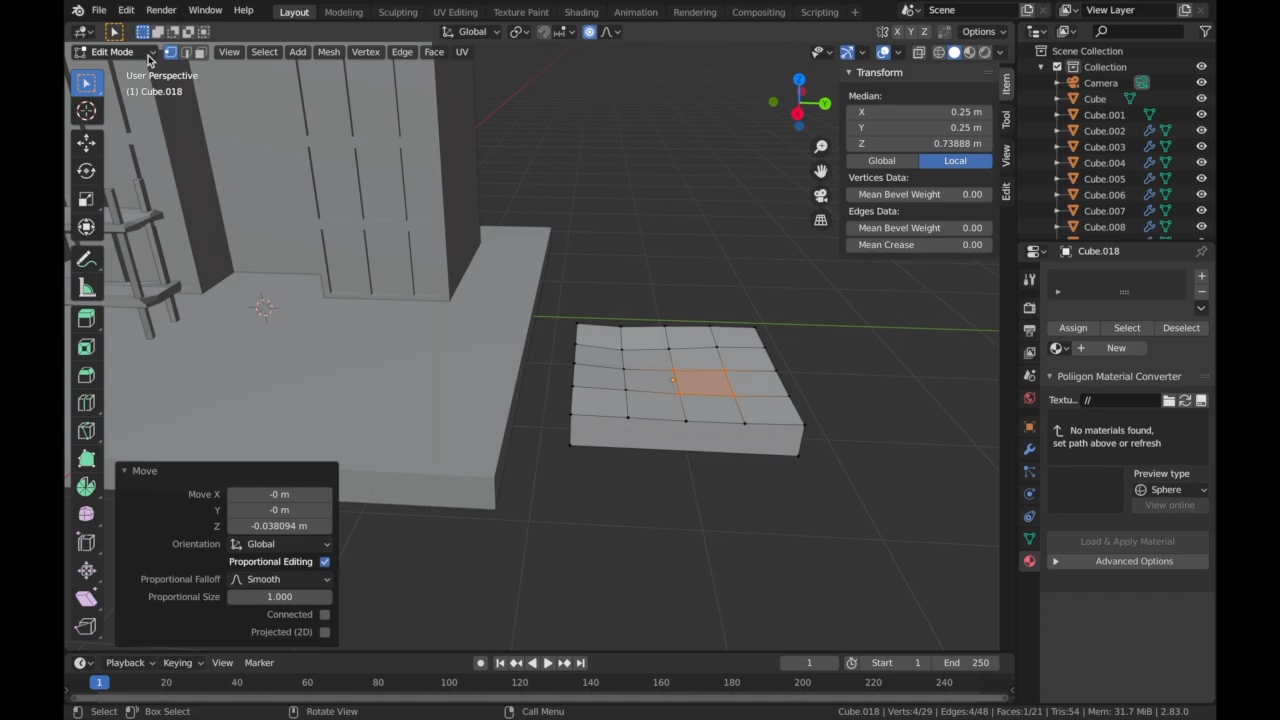 File Edit Render Window Help
Layout Modeling Sculpting UV Editing Texture Paint Shading Animation Rendering Compositing Scripting +
Scene
View Layer
Global
X Y Z
Options
Edit Mode
View Select Add Mesh Vertex Edge Face UV
User Perspective
(1) Cube.018
Z
Y
X
Transform
Median:
X 0.25 m
Y 0.25 m
Z 0.73888 m
Global Local
Vertices Data:
Mean Bevel Weight 0.00
Edges Data:
Mean Bevel Weight 0.00
Mean Crease 0.00
Item
Tool
View
Edit
Scene Collection
Collection
Camera
Cube
Cube.001
Cube.002
Cube.003
Cube.004
Cube.005
Cube.006
Cube.007
Cube.008
Cube.018
Assign Select Deselect
New
Poliigon Material Converter
Textu.. //
No materials found,
set path above or refresh
Preview type
Sphere
View online
Load & Apply Material
Advanced Options
Move
Move X -0 m
Y -0 m
Z -0.038094 m
Orientation Global
Proportional Editing
Proportional Falloff Smooth
Proportional Size 1.000
Connected
Projected (2D)
Playback Keying View Marker
1
Start 1
End 250
1 20 40 60 80 100 120 140 160 180 200 220 240
Select Box Select Rotate View Call Menu
Cube.018 | Verts:4/29 | Edges:4/48 | Faces:1/21 | Tris:54 | Mem: 31.7 MiB | 2.83.0